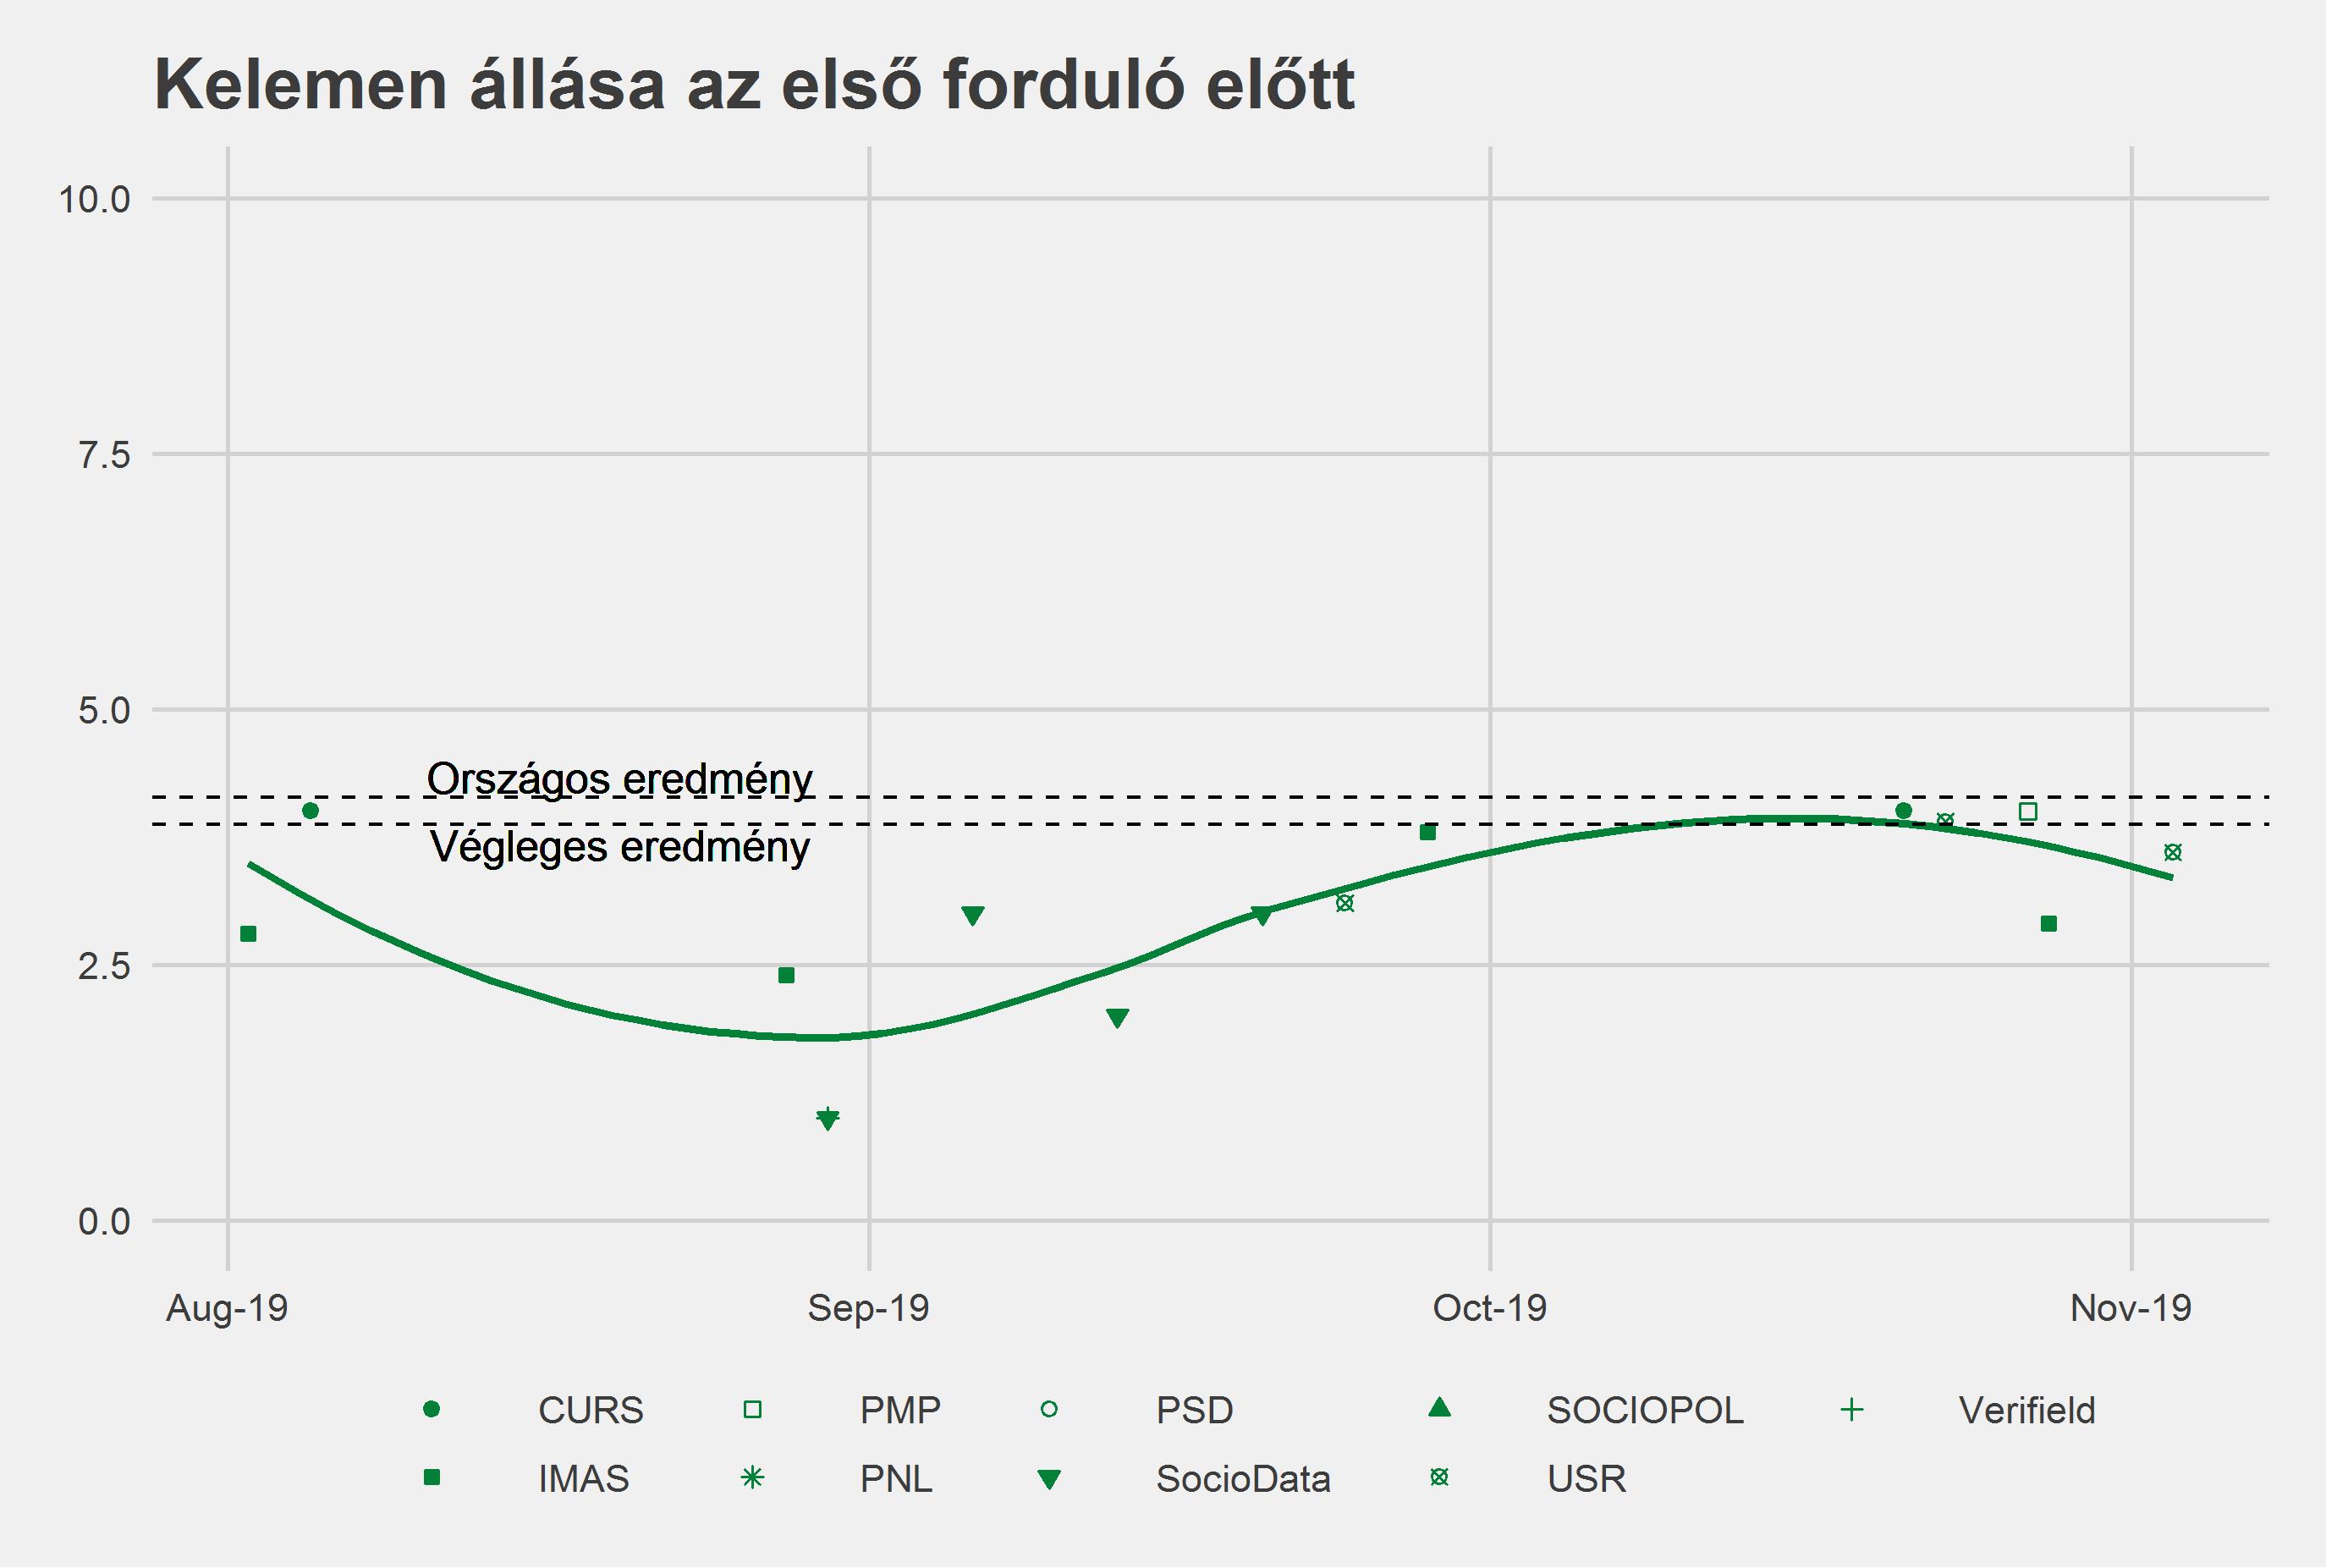 Kelemen állása az első forduló előtt
10.0
7.5
5.0
2.5
0.0
Országos eredmény
Végleges eredmény
Aug-19 Sep-19 Oct-19 Nov-19
CURS PMP PSD SOCIOPOL Verifield
IMAS PNL SocioData USR